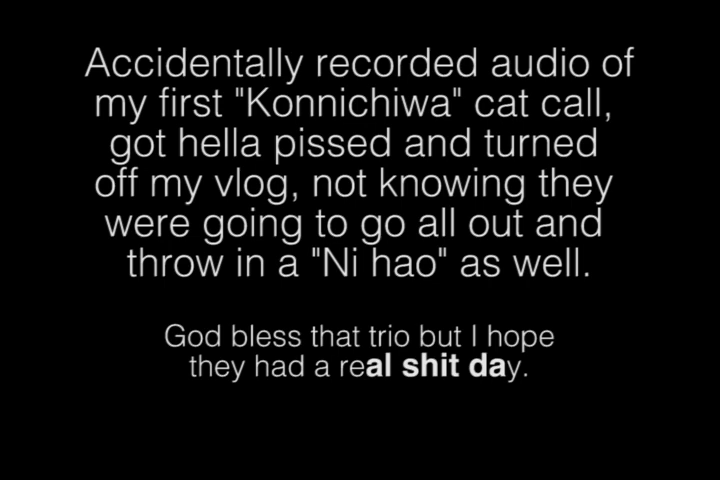 Accidentally recorded audio of
my first "Konnichiwa" cat call,
got hella pissed and turned
off my vlog, not knowing they
were going to go all out and
throw in a "Ni hao" as well.
God bless that trio but I hope
they had a real shit day.